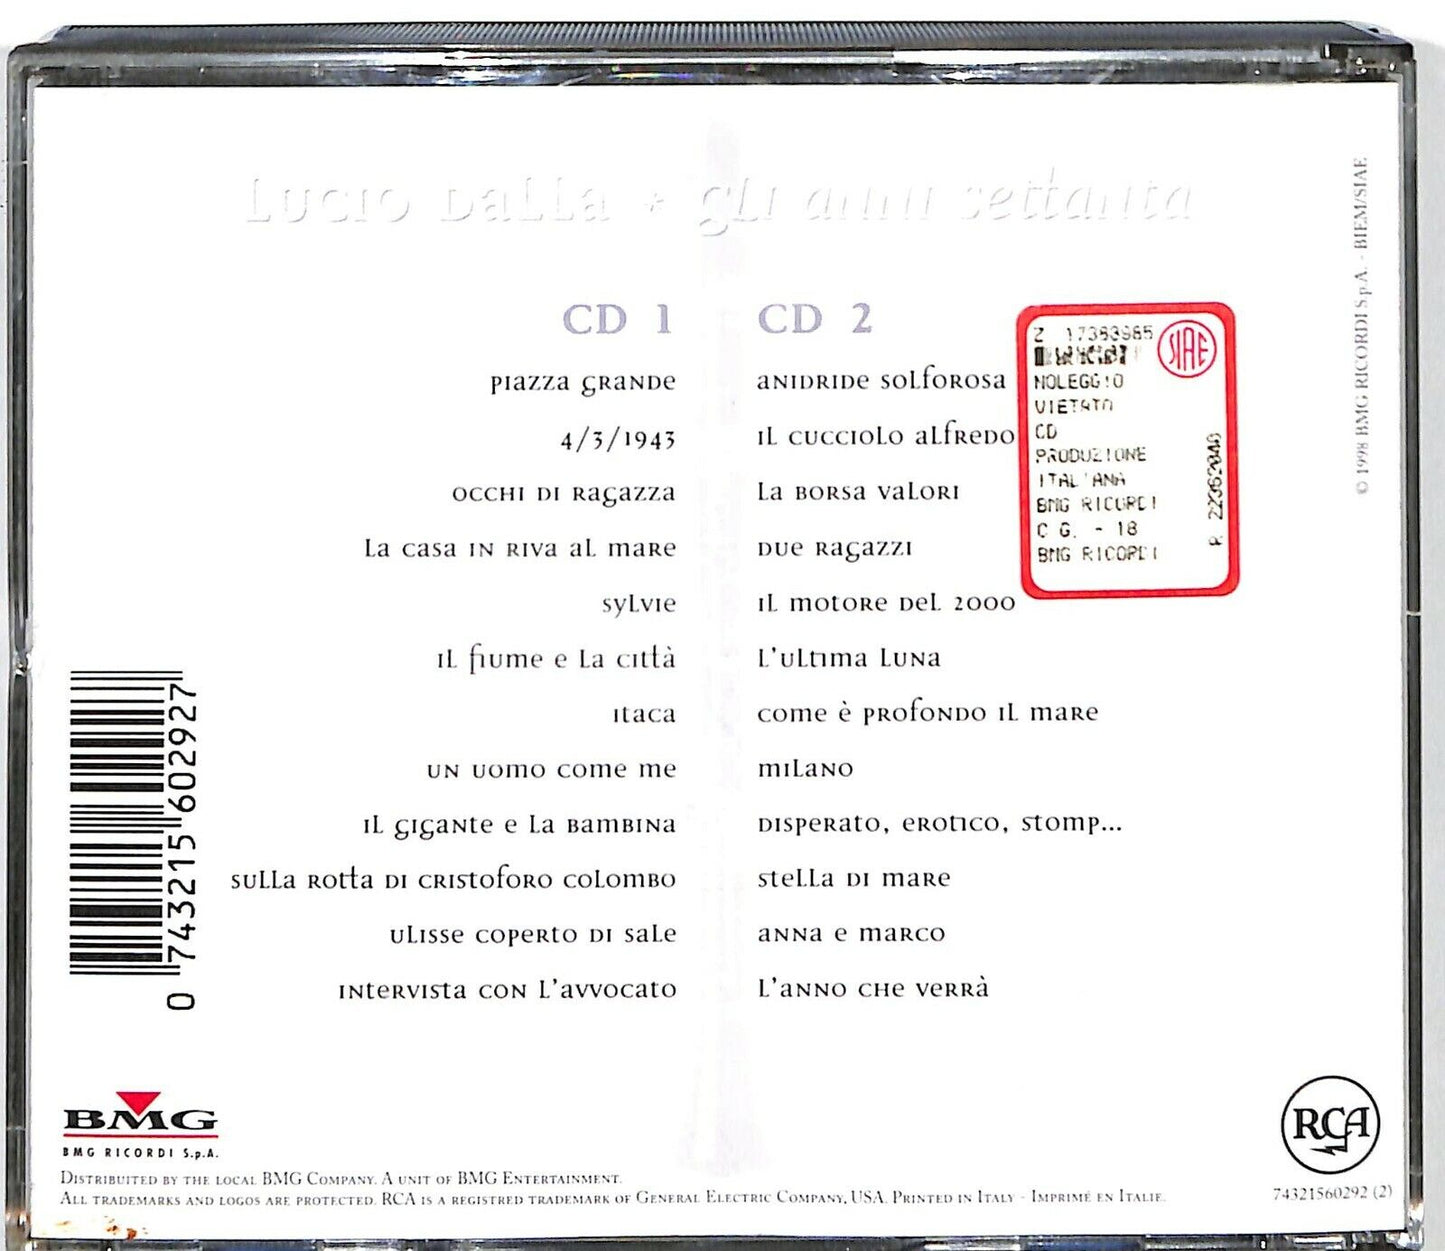 Lucio Dalla * gli anni settanta
CD 1
piazza grande
4/3/1943
occhi di ragazza
la casa in riva al mare
sylvie
il fiume e la città
itaca
un uomo come me
il gigante e la bambina
sulla rotta di cristoforo colombo
ulisse coperto di sale
intervista con l'avvocato
CD 2
anidride solforosa
il cucciolo alfredo
la borsa valori
due ragazzi
il motore del 2000
l'ultima luna
come è profondo il mare
milano
disperato, erotico, stomp...
stella di mare
anna e marco
l'anno che verrà
Z 17383985
SIAE
NOLEGGIO
VIETATO
CD
PRODUZIONE
ITALIANA
BMG RICORDI
C G. - 18
BMG RICORDI
© 1998 BMG RICORDI S.p.A. - BIEM/SIAE
0 743215 602927
BMG
BMG RICORDI S.p.A.
Distribuited by the local BMG Company. A unit of BMG Entertainment.
All trademarks and logos are protected. RCA is a registred trademark of General Electric Company, USA. Printed in Italy - Imprimé en Italie.
RCA
74321560292 (2)